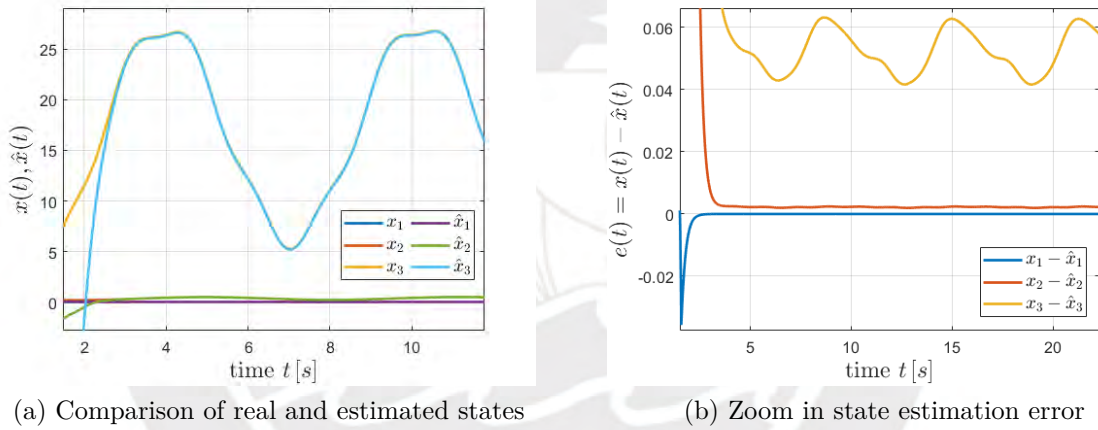 25
20
15
10
5
0
x(t), x̂(t)
x₁
x̂₁
x₂
x̂₂
x₃
x̂₃
2 4 6 8 10
time t [s]
0.06
0.04
0.02
0
-0.02
e(t) = x(t) − x̂(t)
x₁ − x̂₁
x₂ − x̂₂
x₃ − x̂₃
5 10 15 20
time t [s]
(a) Comparison of real and estimated states
(b) Zoom in state estimation error